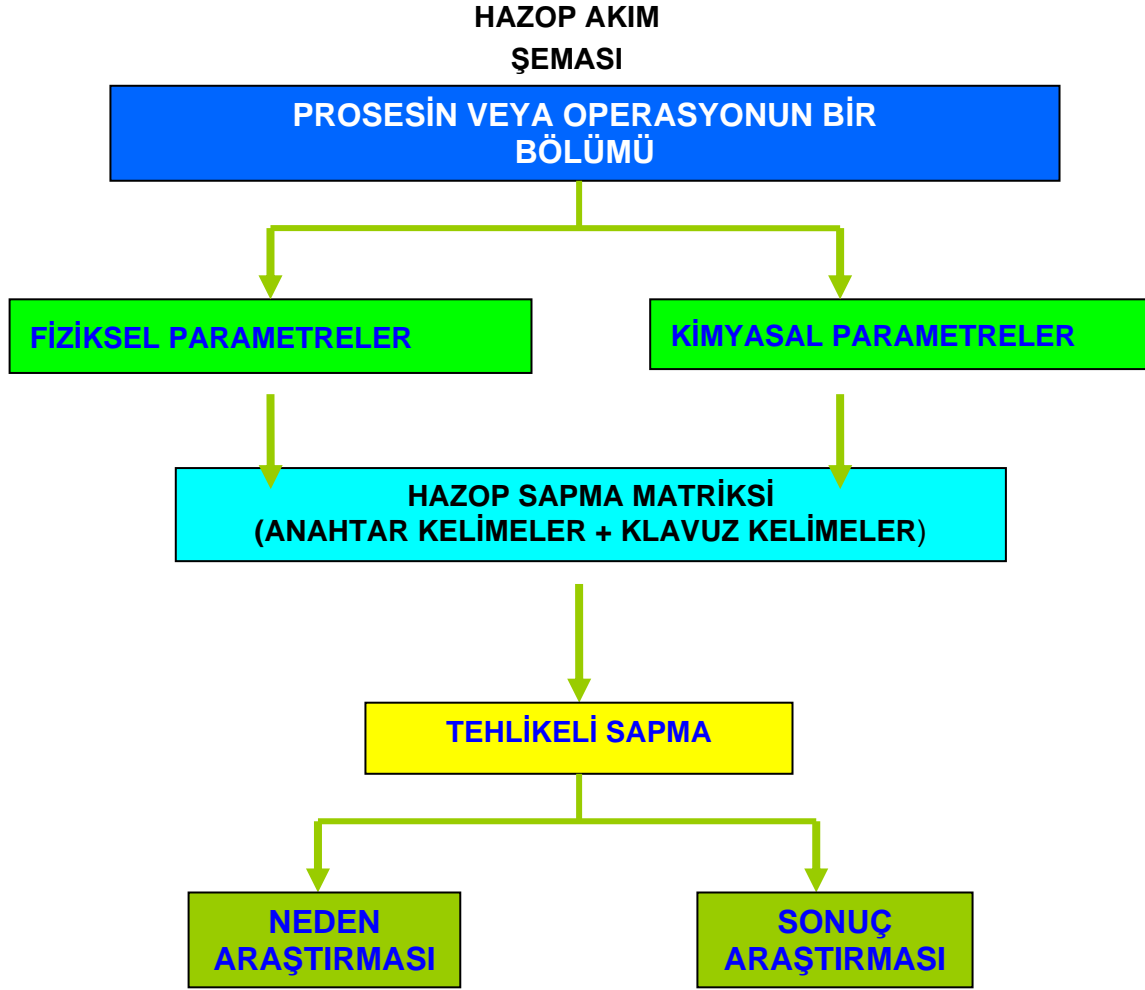 HAZOP AKIM
ŞEMASI
PROSESİN VEYA OPERASYONUN BİR
BÖLÜMÜ
FİZİKSEL PARAMETRELER
KİMYASAL PARAMETRELER
HAZOP SAPMA MATRİKSİ
(ANAHTAR KELİMELER + KLAVUZ KELİMELER)
TEHLİKELİ SAPMA
NEDEN
ARAŞTIRMASI
SONUÇ
ARAŞTIRMASI